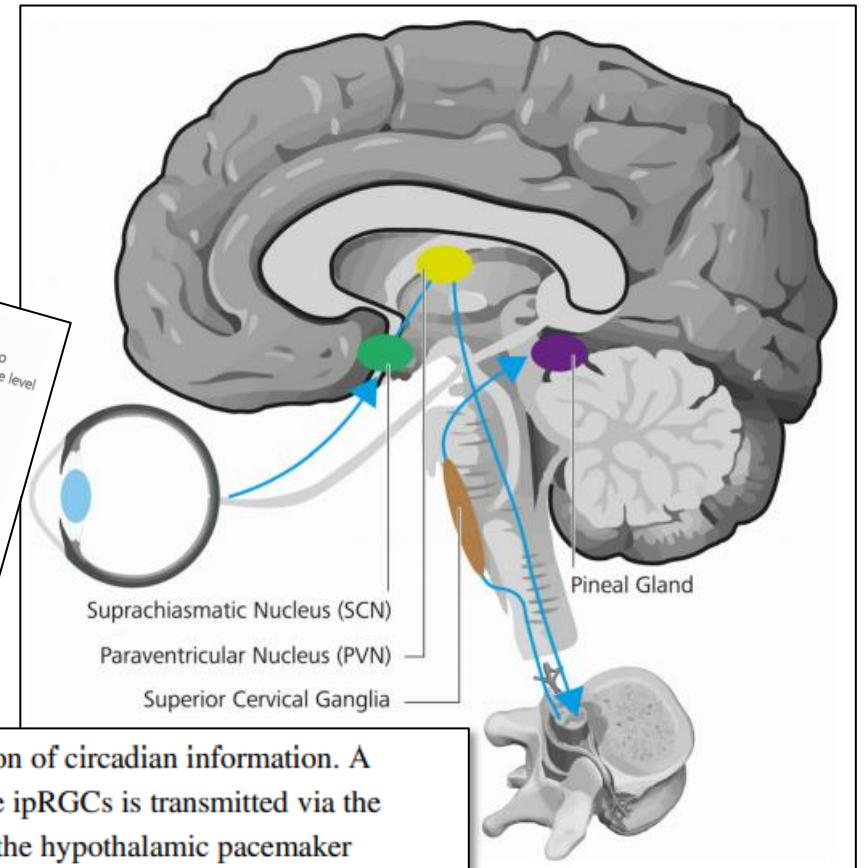 e level
Suprachiasmatic Nucleus (SCN)
Paraventricular Nucleus (PVN)
Superior Cervical Ganglia
Pineal Gland
on of circadian information. A
e ipRGCs is transmitted via the
the hypothalamic pacemaker